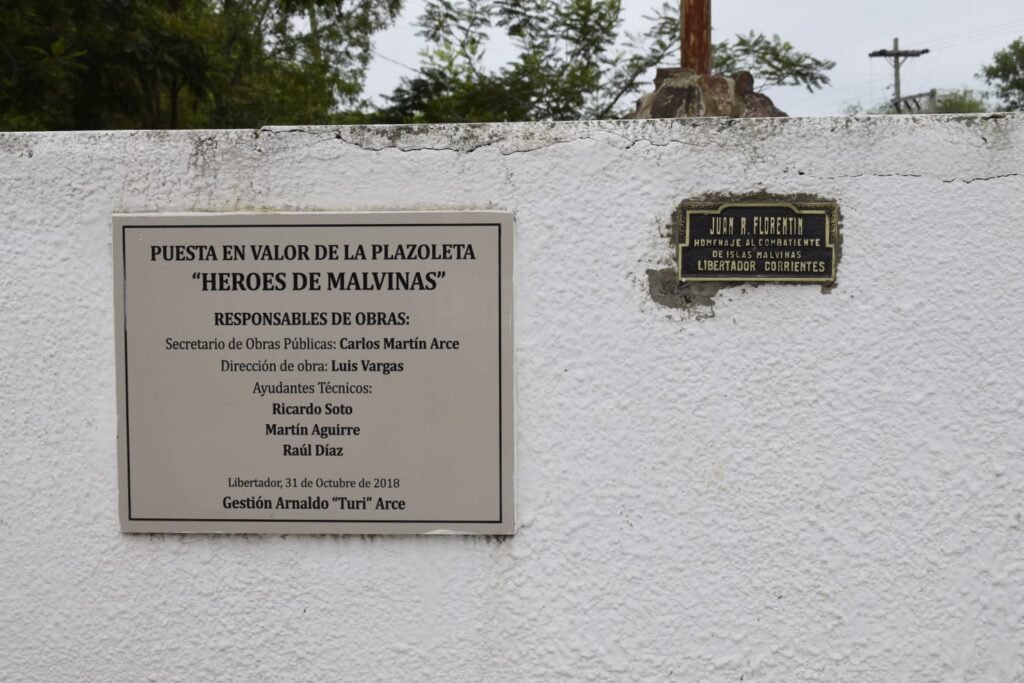 PUESTA EN VALOR DE LA PLAZOLETA
“HEROES DE MALVINAS”
RESPONSABLES DE OBRAS:
Secretario de Obras Públicas: Carlos Martín Arce
Dirección de obra: Luis Vargas
Ayudantes Técnicos:
Ricardo Soto
Martín Aguirre
Raúl Díaz
Libertador, 31 de Octubre de 2018
Gestión Arnaldo “Turi” Arce
JUAN R. FLORENTIN
HOMENAJE AL COMBATIENTE
DE ISLAS MALVINAS
LIBERTADOR CORRIENTES